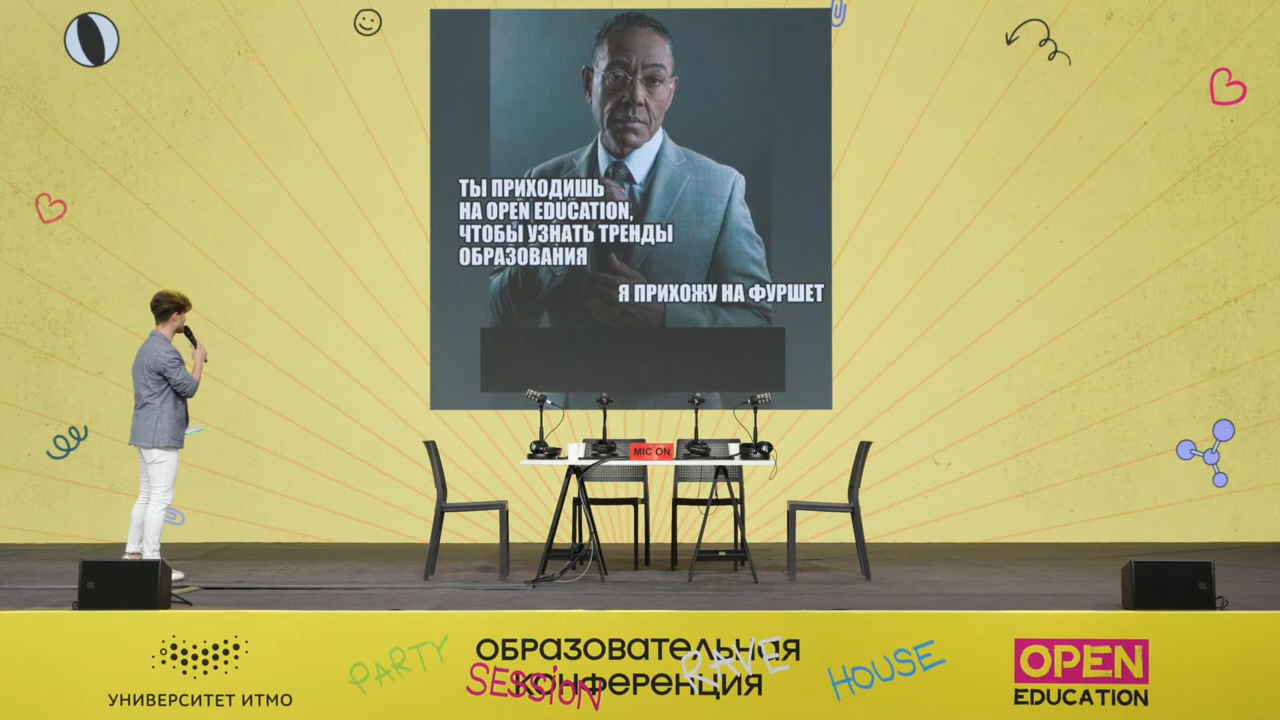 ТЫ ПРИХОДИШЬ
НА OPEN EDUCATION,
ЧТОБЫ УЗНАТЬ ТРЕНДЫ
ОБРАЗОВАНИЯ
Я ПРИХОЖУ НА ФУРШЕТ
MIC ON
УНИВЕРСИТЕТ ИТМО
PARTY
ОБРАЗОВАТЕЛЬНАЯ
КОНФЕРЕНЦИЯ
SESSION
RAVE
HOUSE
OPEN
EDUCATION